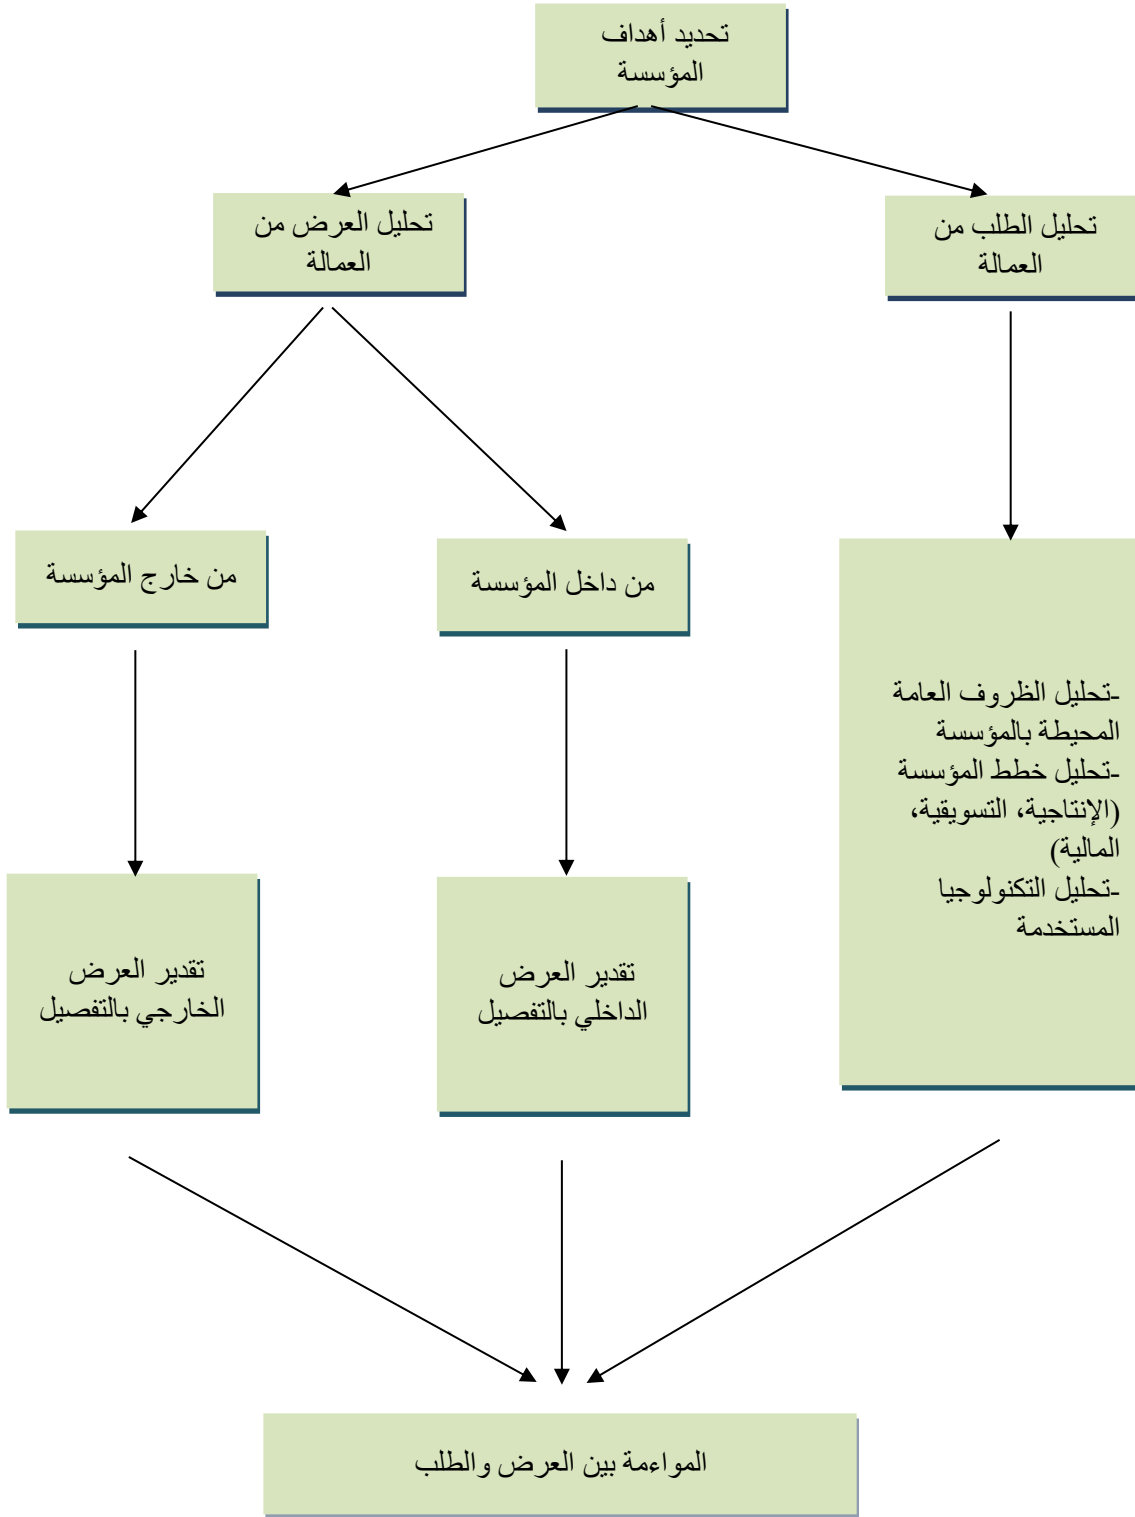 تحديد أهداف
المؤسسة
تحليل الطلب من
العمالة
تحليل العرض من
العمالة
من داخل المؤسسة
من خارج المؤسسة
-تحليل الظروف العامة
المحيطة بالمؤسسة
-تحليل خطط المؤسسة
(الإنتاجية، التسويقية،
المالية)
-تحليل التكنولوجيا
المستخدمة
تقدير العرض
الداخلي بالتفصيل
تقدير العرض
الخارجي بالتفصيل
المواءمة بين العرض والطلب